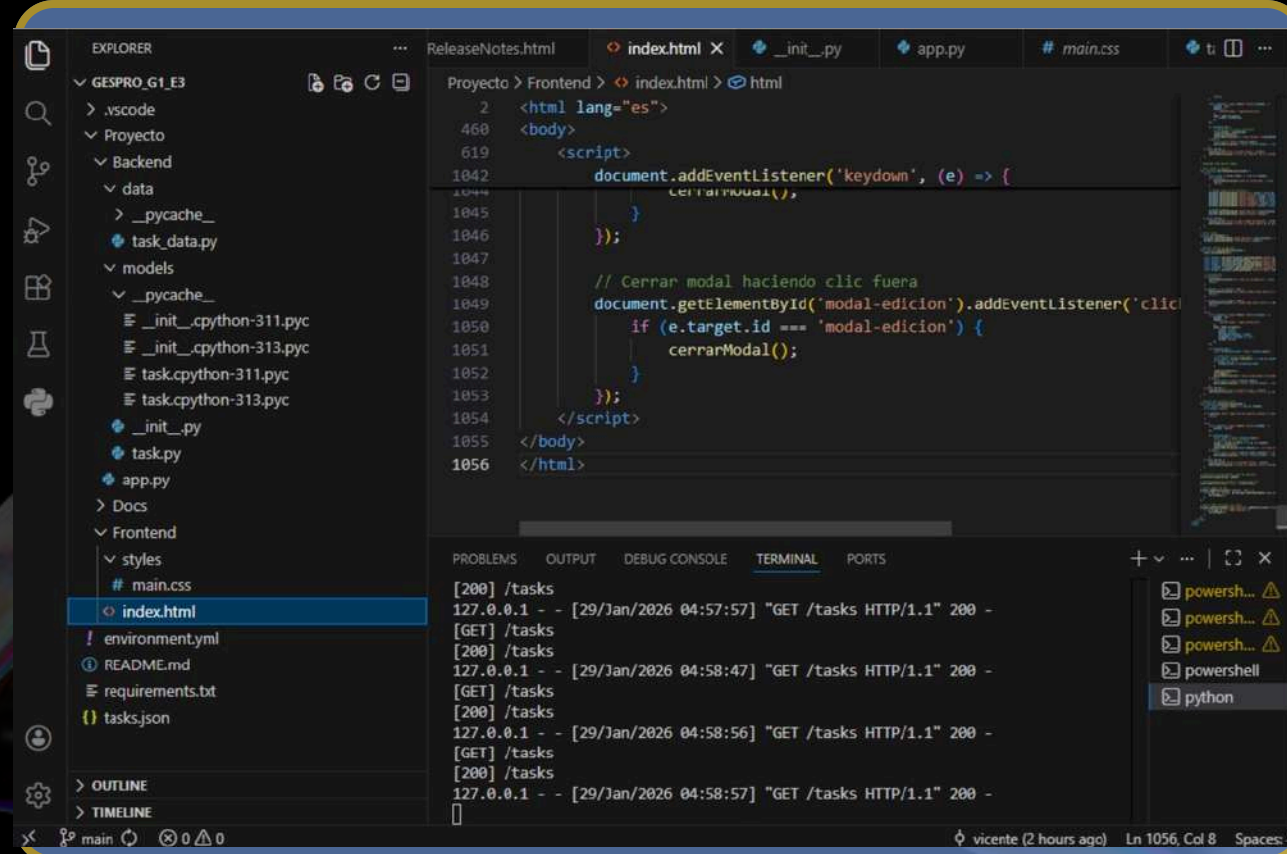 EXPLORER
GESPRO_G1_E3
.vscode
Proyecto
Backend
data
__pycache__
task_data.py
models
__pycache__
__init__.cpython-311.pyc
__init__.cpython-313.pyc
task.cpython-311.pyc
task.cpython-313.pyc
__init__.py
task.py
app.py
Docs
Frontend
styles
# main.css
<> index.html
! environment.yml
README.md
requirements.txt
{} tasks.json
OUTLINE
TIMELINE
ReleaseNotes.html <> index.html × __init__.py app.py # main.css
Proyecto > Frontend > <> index.html > html
2 <html lang="es">
460 <body>
619 <script>
1042 document.addEventListener('keydown', (e) => {
1044 cerrarModal();
1045 }
1046 });
1047
1048 // Cerrar modal haciendo clic fuera
1049 document.getElementById('modal-edicion').addEventListener('clic
1050 if (e.target.id === 'modal-edicion') {
1051 cerrarModal();
1052 }
1053 });
1054 </script>
1055 </body>
1056 </html>
PROBLEMS OUTPUT DEBUG CONSOLE TERMINAL PORTS
[200] /tasks
127.0.0.1 - - [29/Jan/2026 04:57:57] "GET /tasks HTTP/1.1" 200 -
[GET] /tasks
[200] /tasks
127.0.0.1 - - [29/Jan/2026 04:58:47] "GET /tasks HTTP/1.1" 200 -
[GET] /tasks
[200] /tasks
127.0.0.1 - - [29/Jan/2026 04:58:56] "GET /tasks HTTP/1.1" 200 -
[GET] /tasks
[200] /tasks
127.0.0.1 - - [29/Jan/2026 04:58:57] "GET /tasks HTTP/1.1" 200 -
powersh...
powersh...
powersh...
powershell
python
main 0 0 vicente (2 hours ago) Ln 1056, Col 8 Spaces: